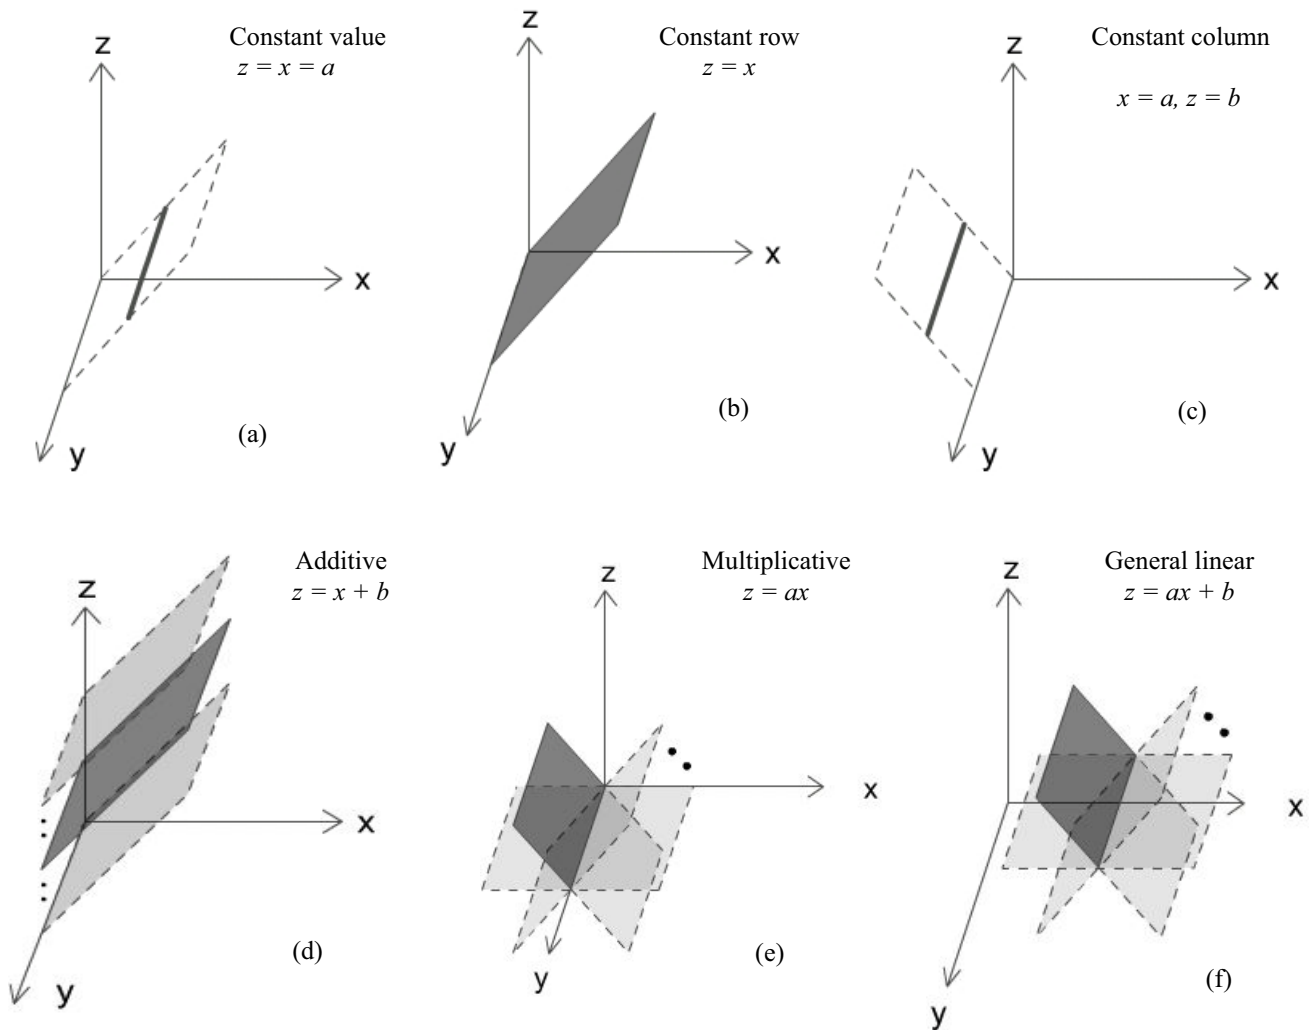 Constant value
z = x = a
z
x
y
(a)
Constant row
z = x
z
x
y
(b)
Constant column
x = a, z = b
z
x
y
(c)
Additive
z = x + b
z
x
y
(d)
Multiplicative
z = ax
z
x
y
(e)
General linear
z = ax + b
z
x
y
(f)